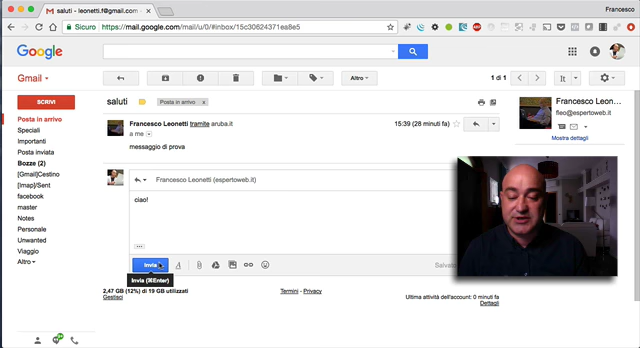 saluti - leonetti.f@gmail.com
Francesco
Sicuro
https://mail.google.com/mail/u/0/#inbox/15c30624371ea8e5
Google
Gmail
Altro
1 di 1
It
SCRIVI
saluti
Posta in arrivo x
Posta in arrivo
Speciali
Importanti
Posta inviata
Bozze (2)
[Gmail]Cestino
[Imap]/Sent
facebook
master
Notes
Personale
Unwanted
Viaggio
Altro
Francesco Leonetti tramite aruba.it
15:39 (28 minuti fa)
a me
messaggio di prova
Francesco Leonetti (espertoweb.it)
ciao!
Invia
Salvato
Invia (⌘Enter)
Francesco Leon...
fleo@espertoweb.it
Mostra dettagli
2,47 GB (12%) di 19 GB utilizzati
Gestisci
Termini - Privacy
Ultima attività dell'account: 0 minuti fa
Dettagli